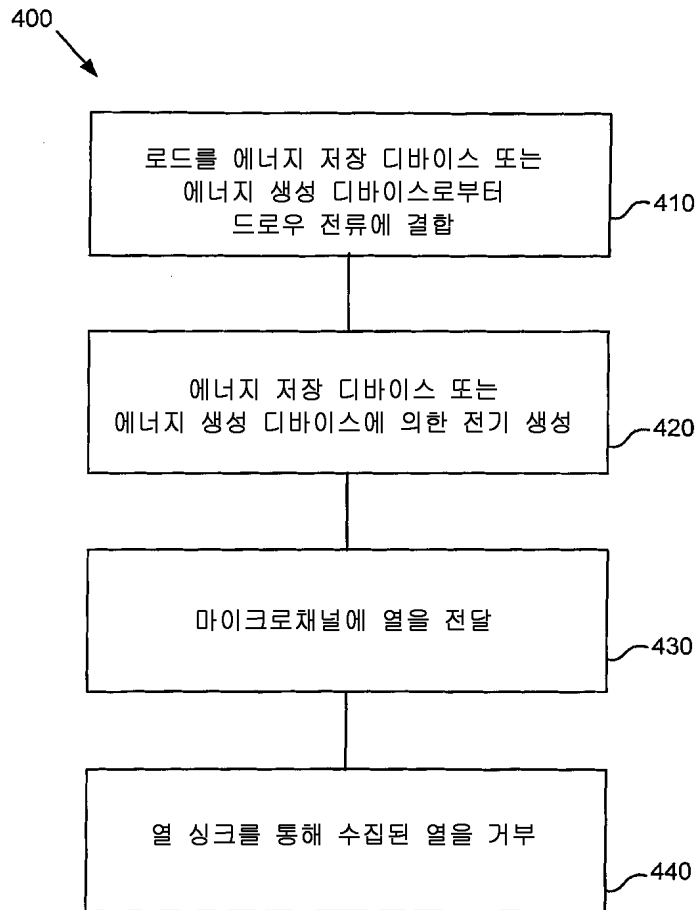 400
로드를 에너지 저장 디바이스 또는
에너지 생성 디바이스로부터
드로우 전류에 결합
410
에너지 저장 디바이스 또는
에너지 생성 디바이스에 의한 전기 생성
420
마이크로채널에 열을 전달
430
열 싱크를 통해 수집된 열을 거부
440